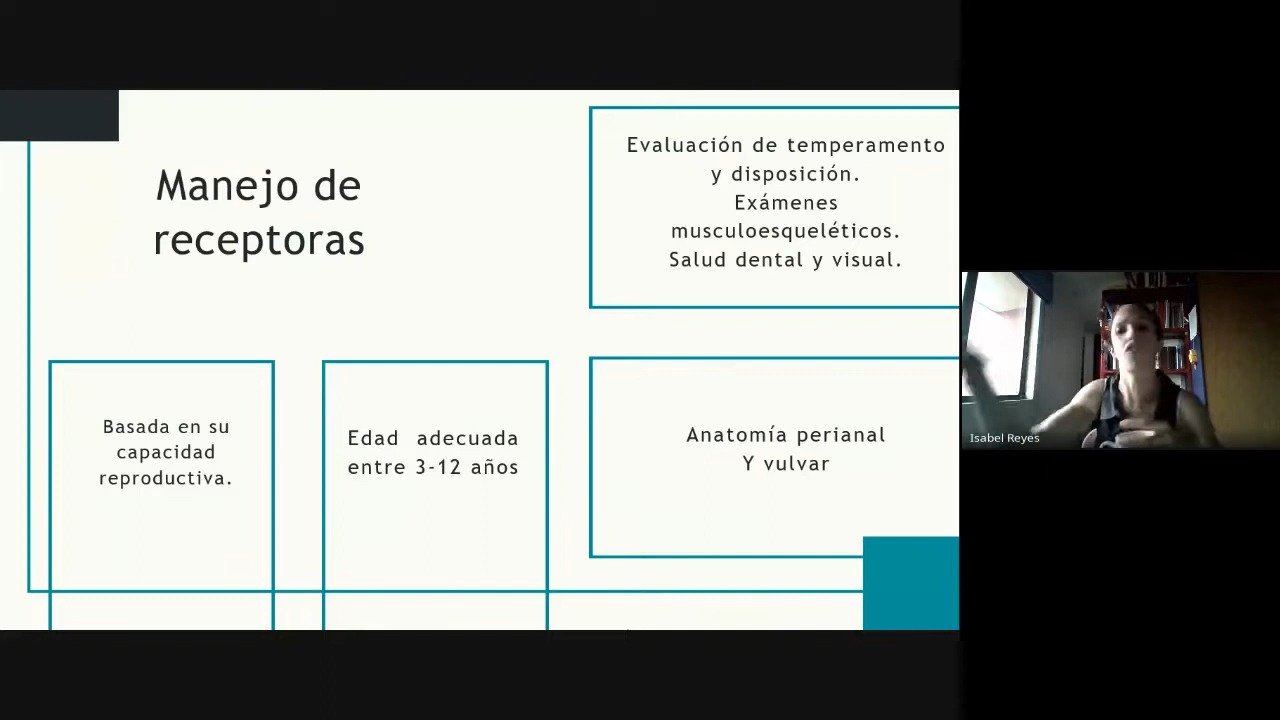 Manejo de
receptoras
Evaluación de temperamento
y disposición.
Exámenes
musculoesqueléticos.
Salud dental y visual.
Basada en su
capacidad
reproductiva.
Edad adecuada
entre 3-12 años
Anatomía perianal
Y vulvar
Isabel Reyes